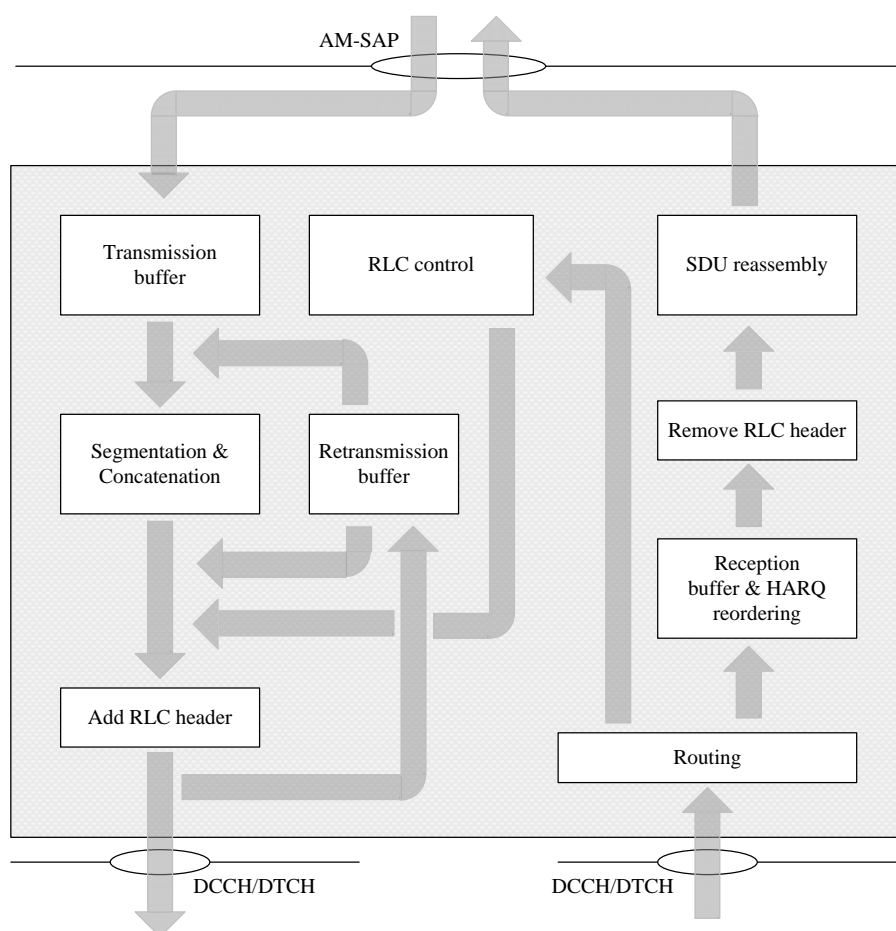 AM-SAP
Transmission
buffer
RLC control
SDU reassembly
Segmentation &
Concatenation
Retransmission
buffer
Remove RLC header
Reception
buffer & HARQ
reordering
Add RLC header
Routing
DCCH/DTCH
DCCH/DTCH